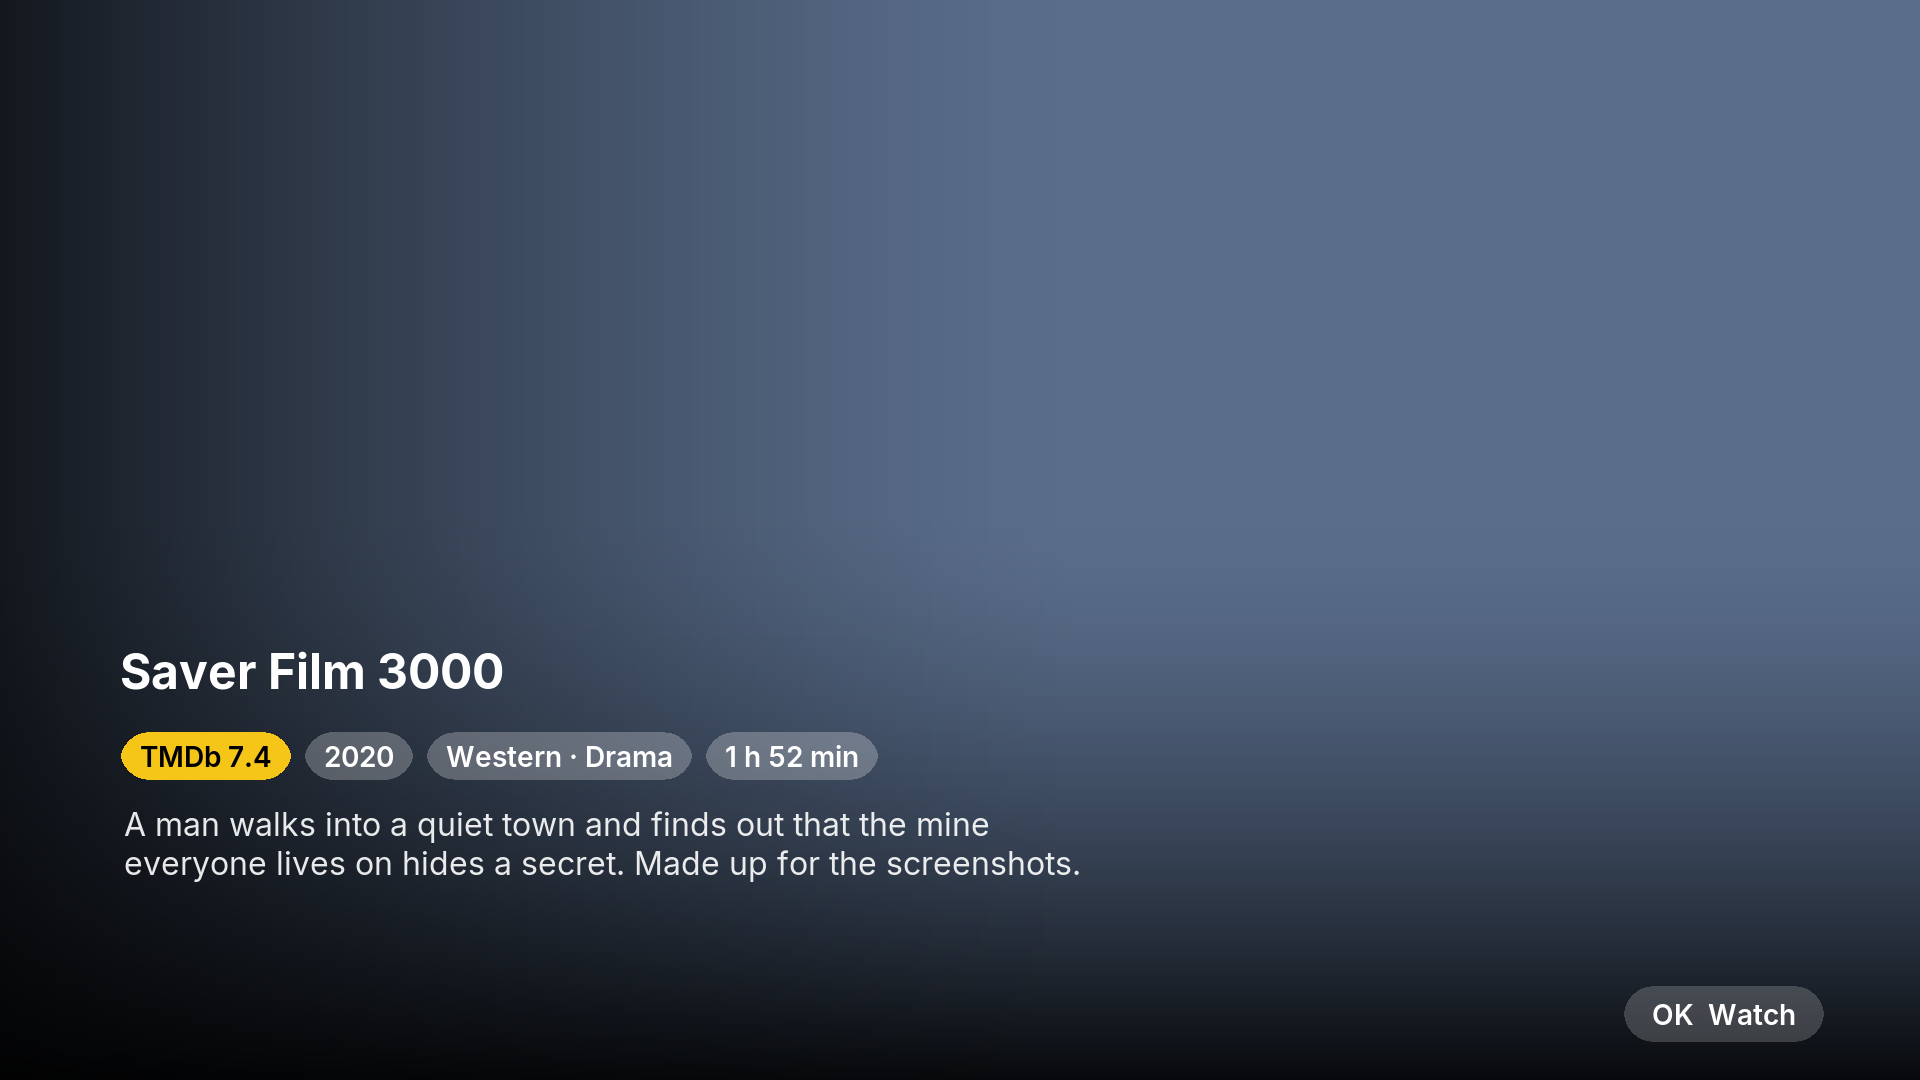 Saver Film 3000
TMDb 7.4 2020 Western · Drama 1 h 52 min
A man walks into a quiet town and finds out that the mine
everyone lives on hides a secret. Made up for the screenshots.
OK Watch